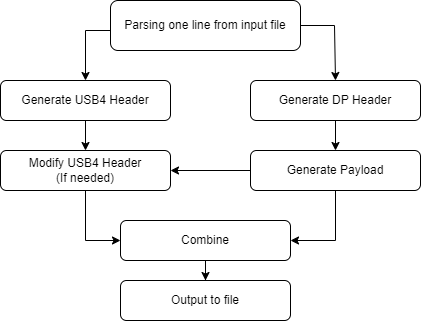 Parsing one line from input file
Generate USB4 Header
Generate DP Header
Modify USB4 Header
(If needed)
Generate Payload
Combine
Output to file